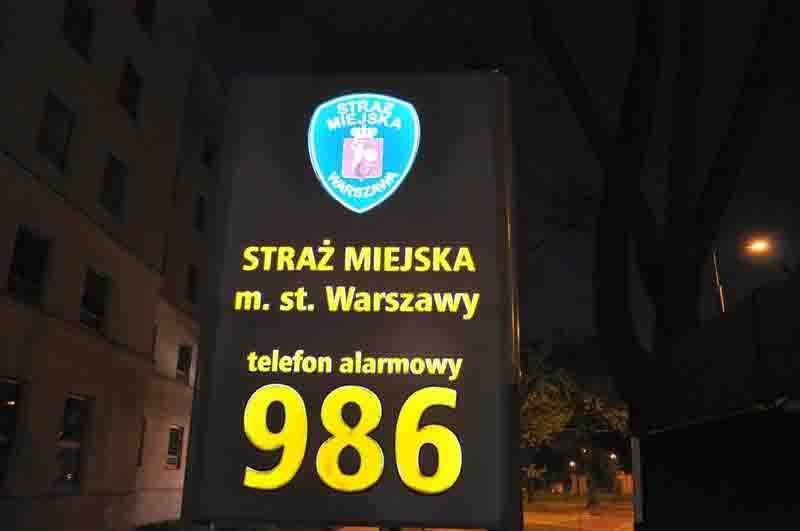 STRAŻ
MIEJSKA
WARSZAWA
STRAŻ MIEJSKA
m. st. Warszawy
telefon alarmowy
986